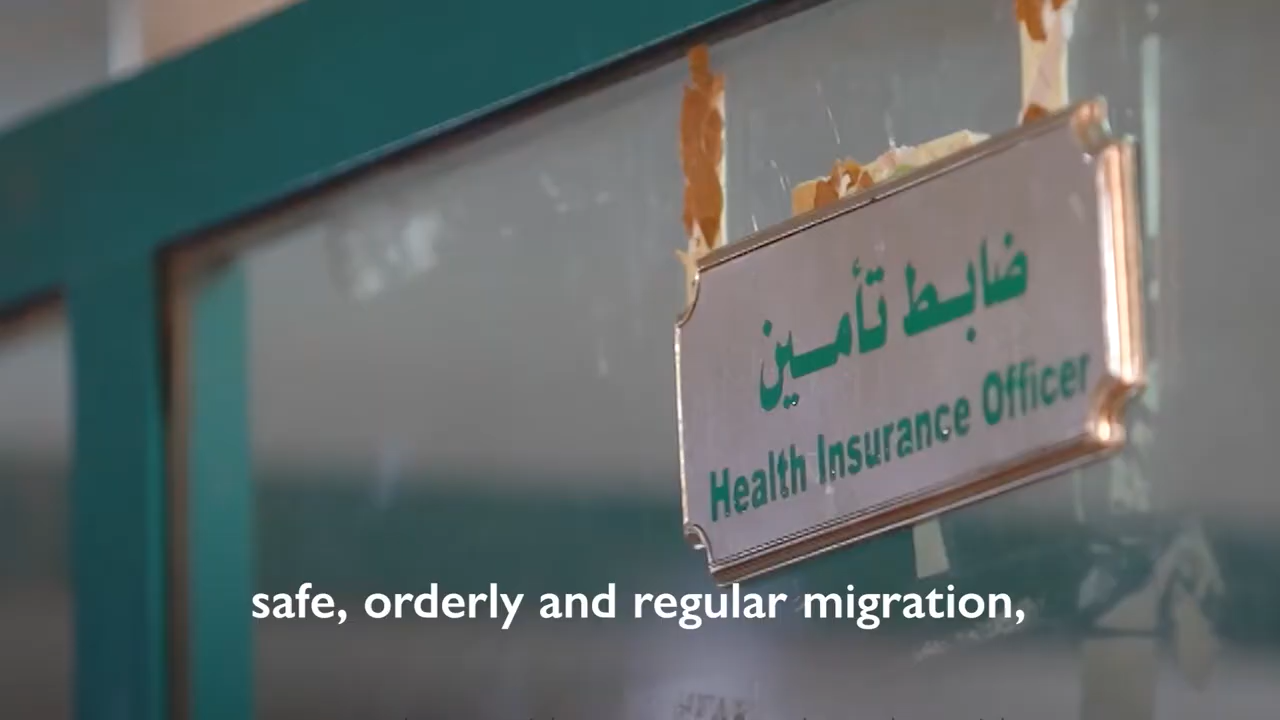 ضابط تأمين
Health Insurance Officer
safe, orderly and regular migration,